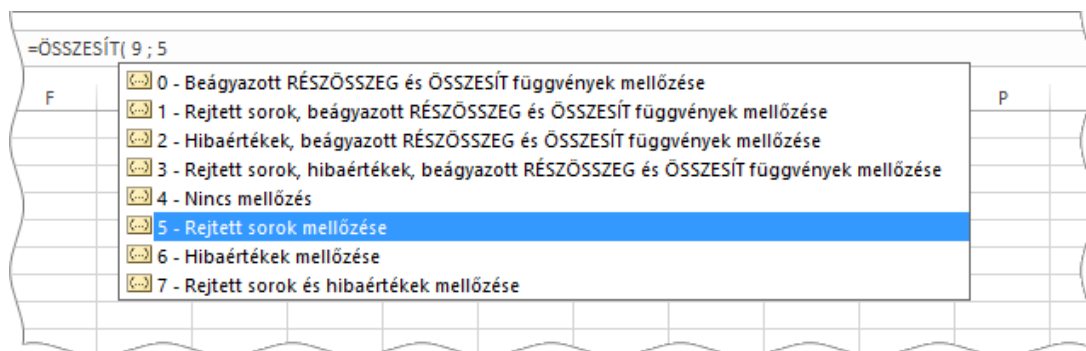 =ÖSSZESÍT( 9 ; 5
F P
0 - Beágyazott RÉSZÖSSZEG és ÖSSZESÍT függvények mellőzése
1 - Rejtett sorok, beágyazott RÉSZÖSSZEG és ÖSSZESÍT függvények mellőzése
2 - Hibaértékek, beágyazott RÉSZÖSSZEG és ÖSSZESÍT függvények mellőzése
3 - Rejtett sorok, hibaértékek, beágyazott RÉSZÖSSZEG és ÖSSZESÍT függvények mellőzése
4 - Nincs mellőzés
5 - Rejtett sorok mellőzése
6 - Hibaértékek mellőzése
7 - Rejtett sorok és hibaértékek mellőzése